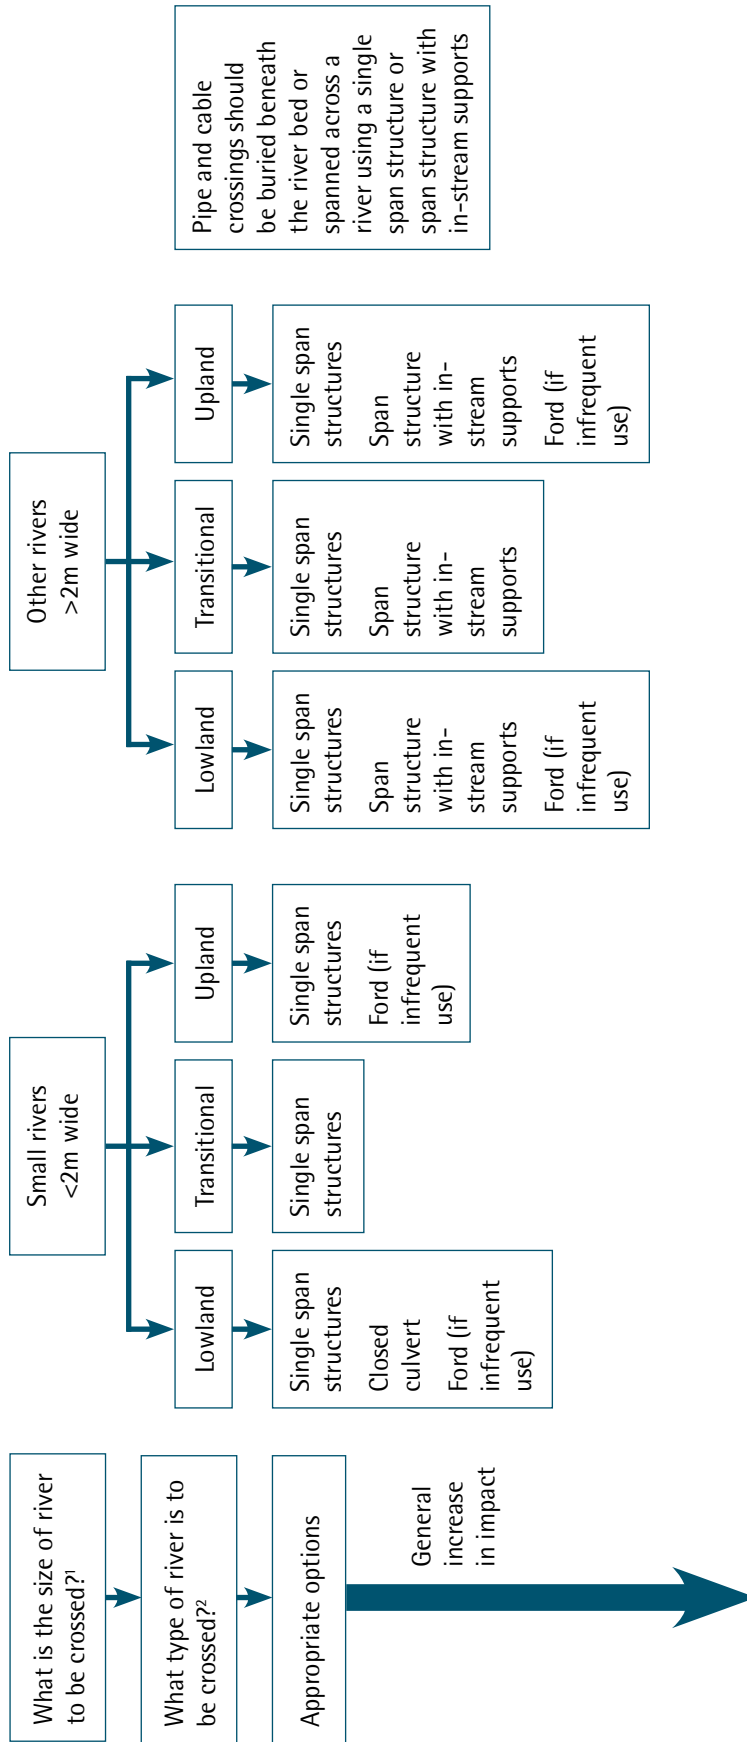 What is the size of river
to be crossed?¹
What type of river is to
be crossed?²
Appropriate options
General
increase
in impact
Small rivers
<2m wide
Lowland
Single span
structures
Closed
culvert
Ford (if
infrequent
use)
Transitional
Single span
structures
Upland
Single span
structures
Ford (if
infrequent
use)
Other rivers
>2m wide
Lowland
Single span
structures
Span
structure
with in-
stream
supports
Ford (if
infrequent
use)
Transitional
Single span
structures
Span
structure
with in-
stream
supports
Upland
Single span
structures
Span
structure
with in-
stream
supports
Ford (if
infrequent
use)
Pipe and cable
crossings should
be buried beneath
the river bed or
spanned across a
river using a single
span structure or
span structure with
in-stream supports